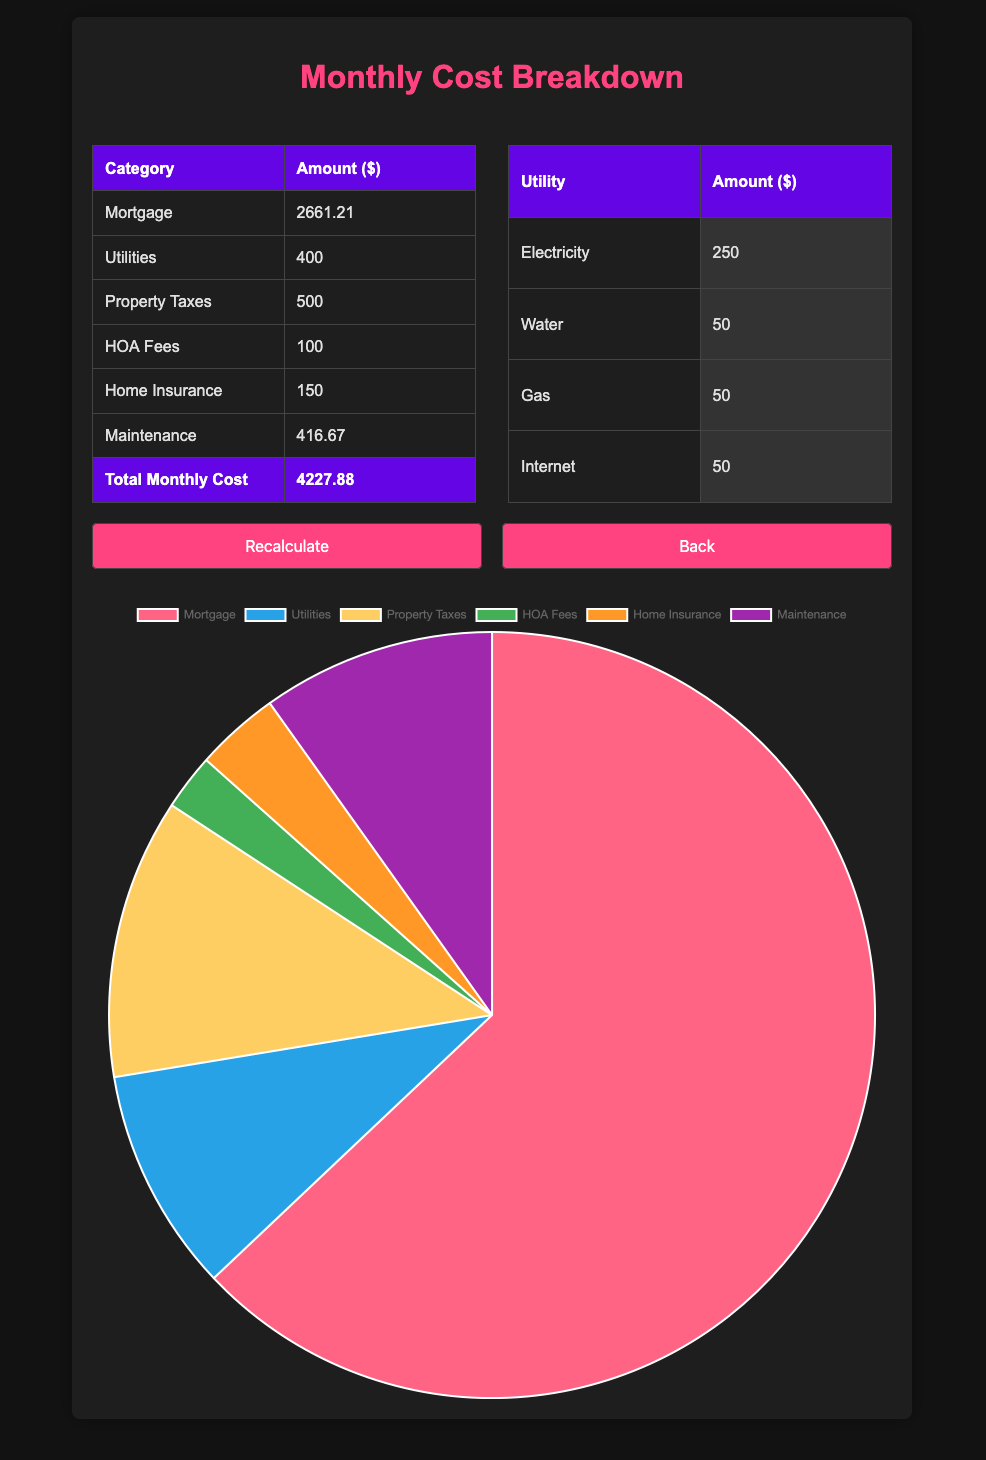 Monthly Cost Breakdown
Category Amount ($)
Mortgage 2661.21
Utilities 400
Property Taxes 500
HOA Fees 100
Home Insurance 150
Maintenance 416.67
Total Monthly Cost 4227.88
Utility Amount ($)
Electricity 250
Water 50
Gas 50
Internet 50
Recalculate Back
Mortgage Utilities Property Taxes HOA Fees Home Insurance Maintenance